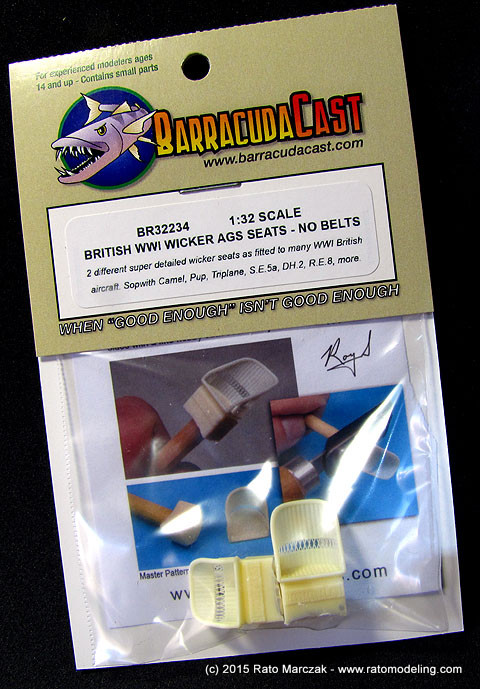 For experienced modelers ages
14 and up - Contains small parts
BARRACUDACAST
www.barracudacast.com
BR32234 1:32 SCALE
BRITISH WWI WICKER AGS SEATS - NO BELTS
2 different super detailed wicker seats as fitted to many WWI British
aircraft. Sopwith Camel, Pup, Triplane, S.E.5a, DH.2, R.E.8, more.
WHEN "GOOD ENOUGH" ISN'T GOOD ENOUGH
Master Pattern
.com
(c) 2015 Rato Marczak - www.ratomodeling.com